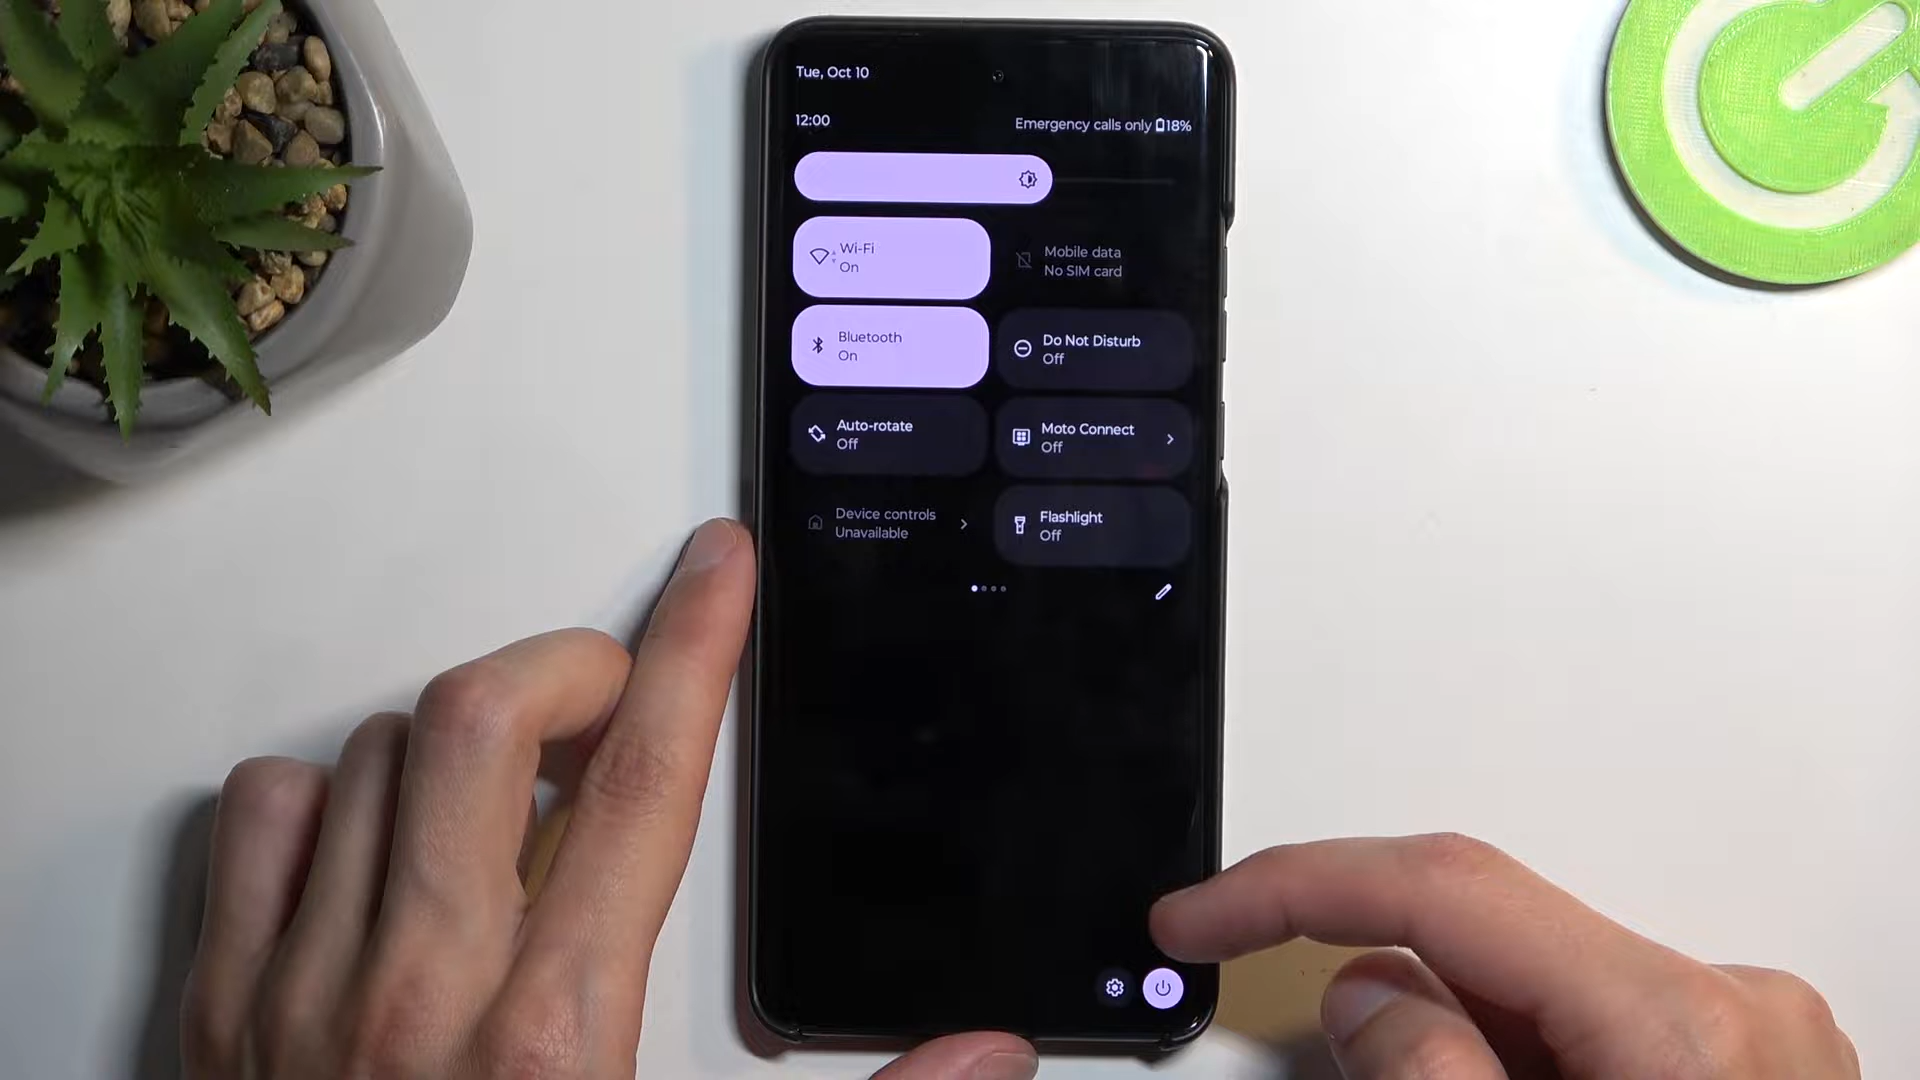 Tue, Oct 10
12:00
Emergency calls only 18%
Wi-Fi
On
Mobile data
No SIM card
Bluetooth
On
Do Not Disturb
Off
Auto-rotate
Off
Moto Connect
Off
Device controls
Unavailable
Flashlight
Off